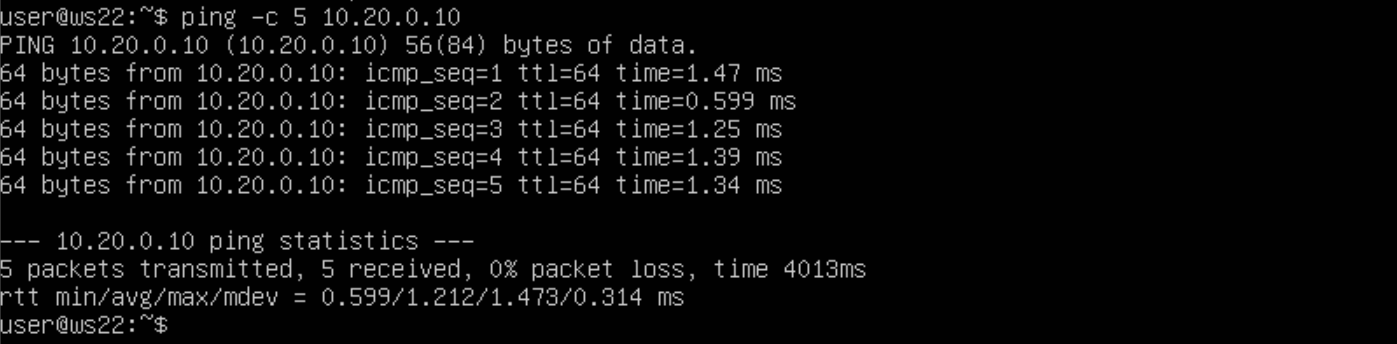 user@ws22:~$ ping -c 5 10.20.0.10
PING 10.20.0.10 (10.20.0.10) 56(84) bytes of data.
64 bytes from 10.20.0.10: icmp_seq=1 ttl=64 time=1.47 ms
64 bytes from 10.20.0.10: icmp_seq=2 ttl=64 time=0.599 ms
64 bytes from 10.20.0.10: icmp_seq=3 ttl=64 time=1.25 ms
64 bytes from 10.20.0.10: icmp_seq=4 ttl=64 time=1.39 ms
64 bytes from 10.20.0.10: icmp_seq=5 ttl=64 time=1.34 ms
--- 10.20.0.10 ping statistics ---
5 packets transmitted, 5 received, 0% packet loss, time 4013ms
rtt min/avg/max/mdev = 0.599/1.212/1.473/0.314 ms
user@ws22:~$